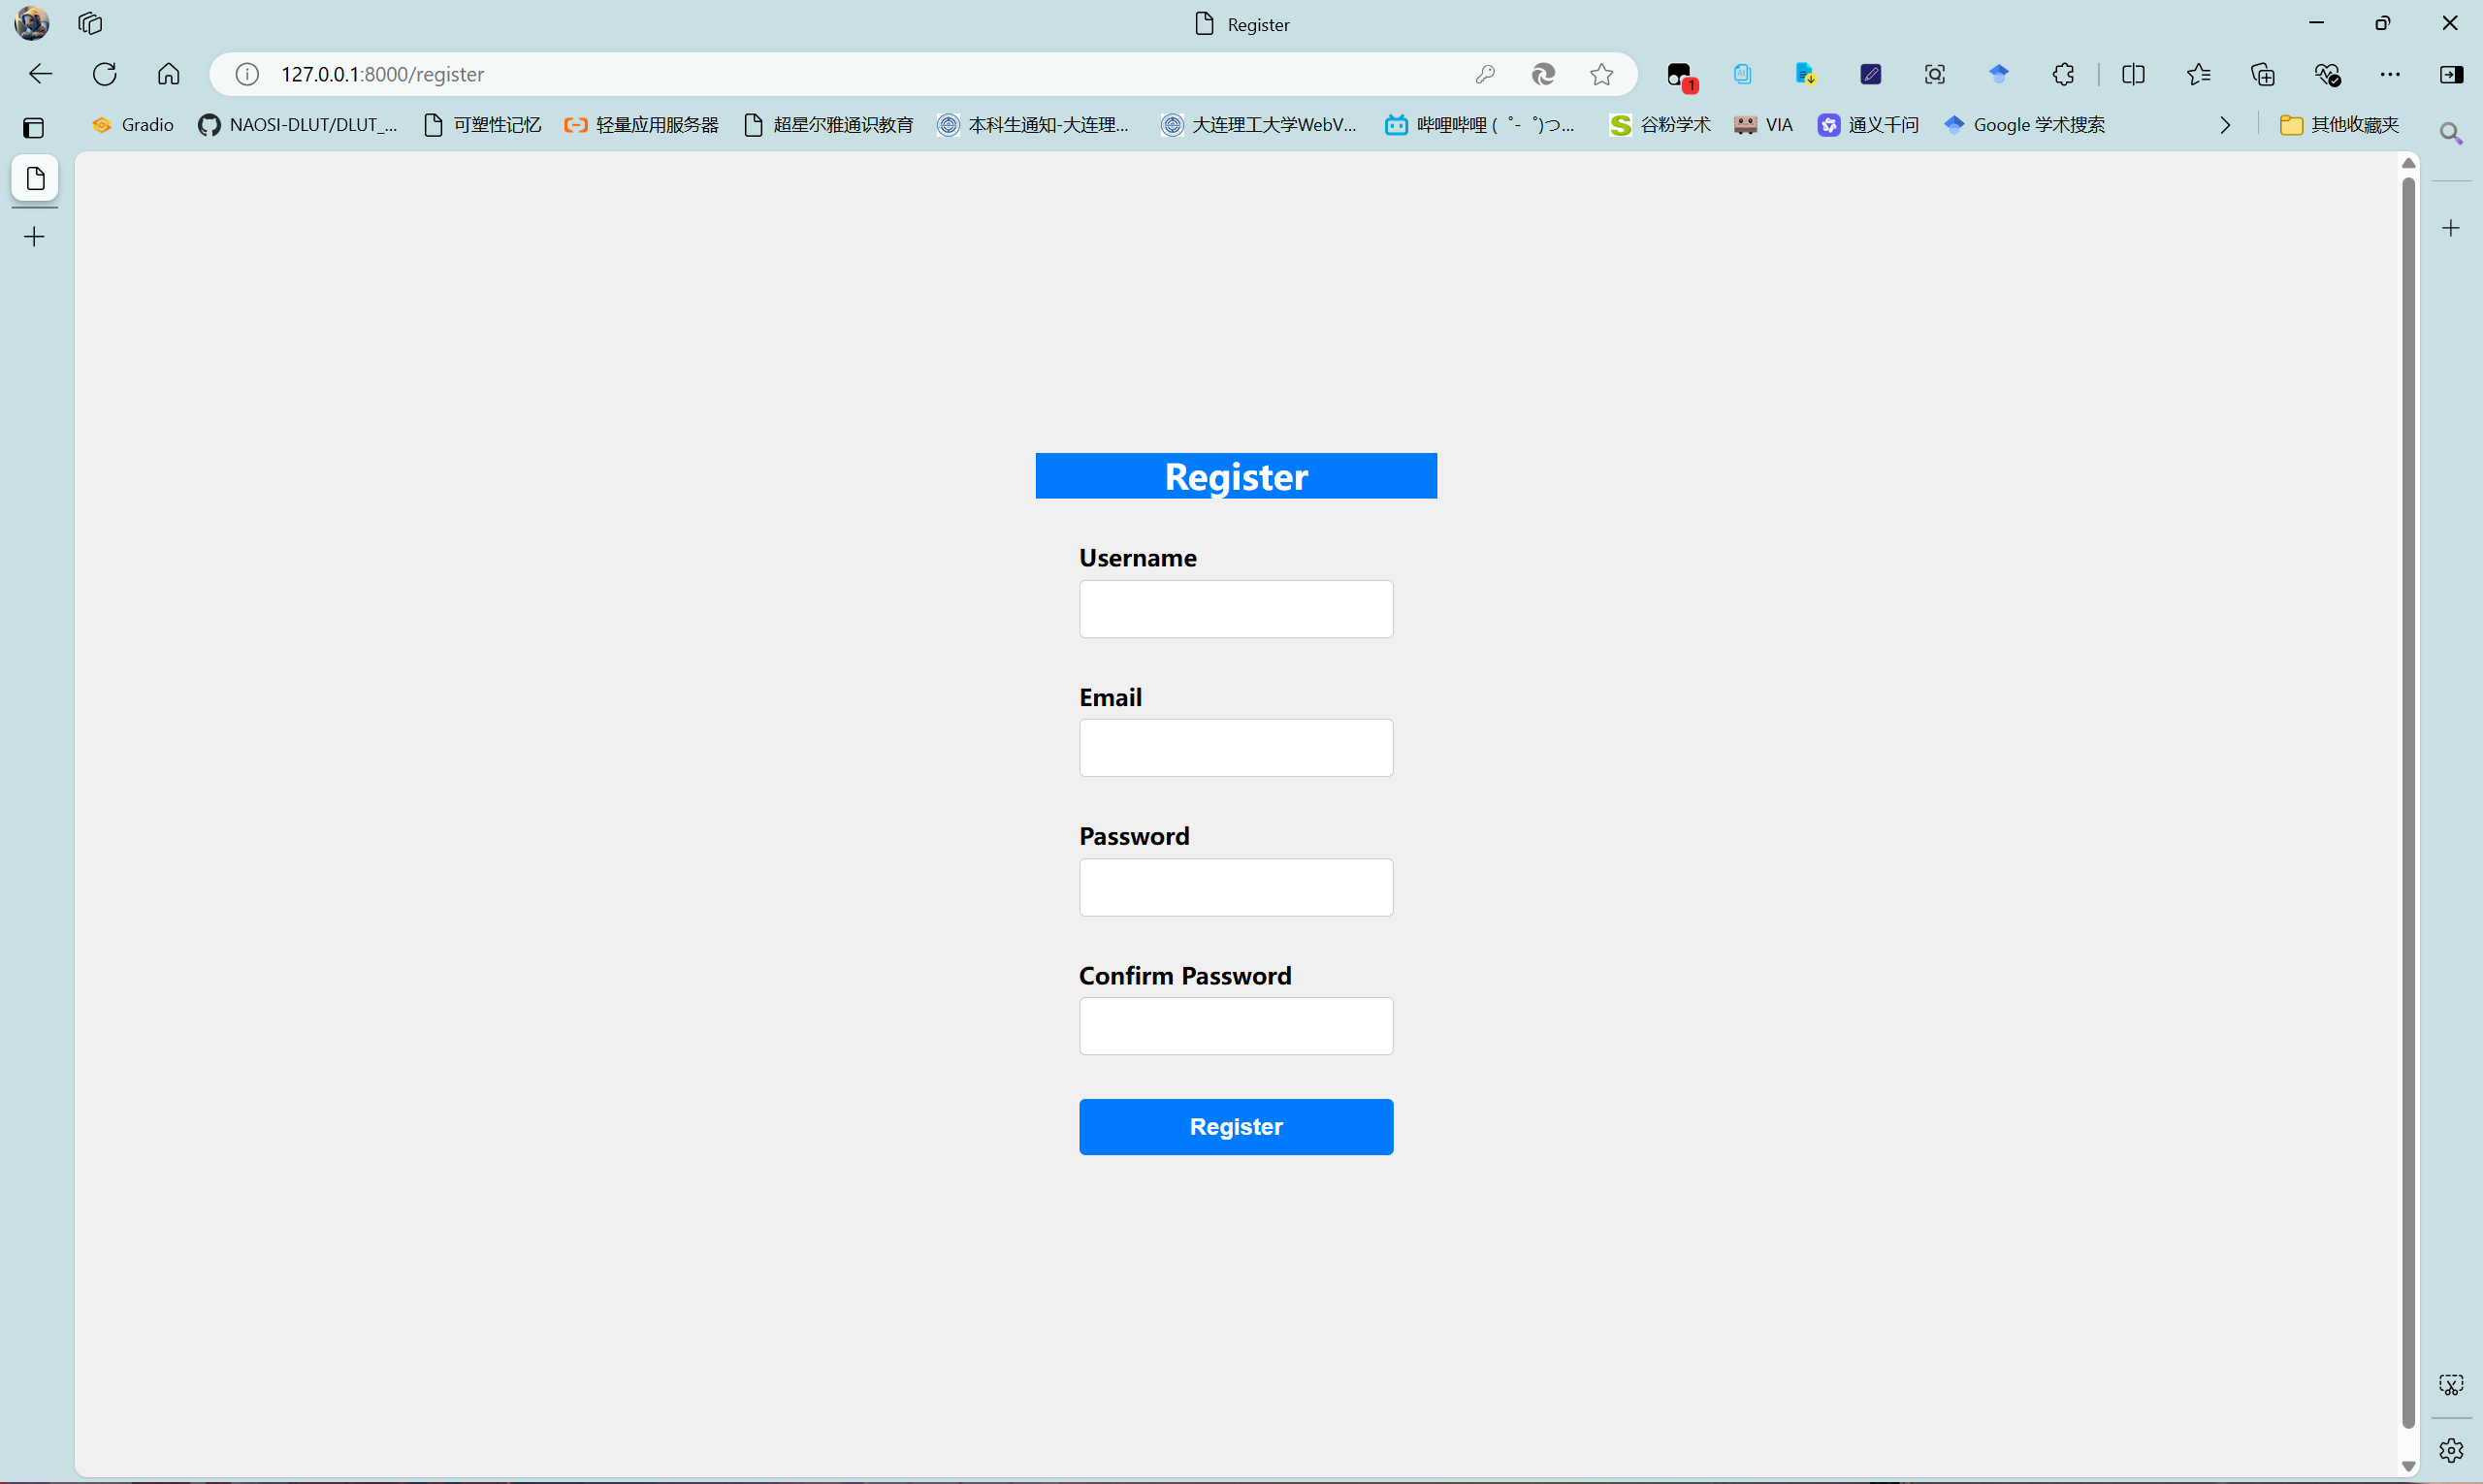 Register
127.0.0.1:8000/register
1
Gradio
NAOSI-DLUT/DLUT_...
可塑性记忆
轻量应用服务器
超星尔雅通识教育
本科生通知-大连理...
大连理工大学WebV...
哔哩哔哩 ( ゜- ゜)つ...
谷粉学术
VIA
通义千问
Google 学术搜索
其他收藏夹
Register
Username
Email
Password
Confirm Password
Register